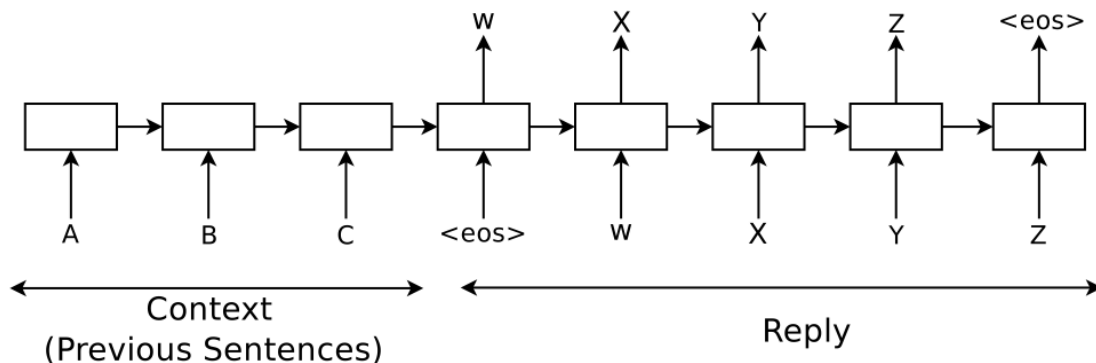 W X Y Z <eos>
A B C <eos> W X Y Z
Context
(Previous Sentences)
Reply